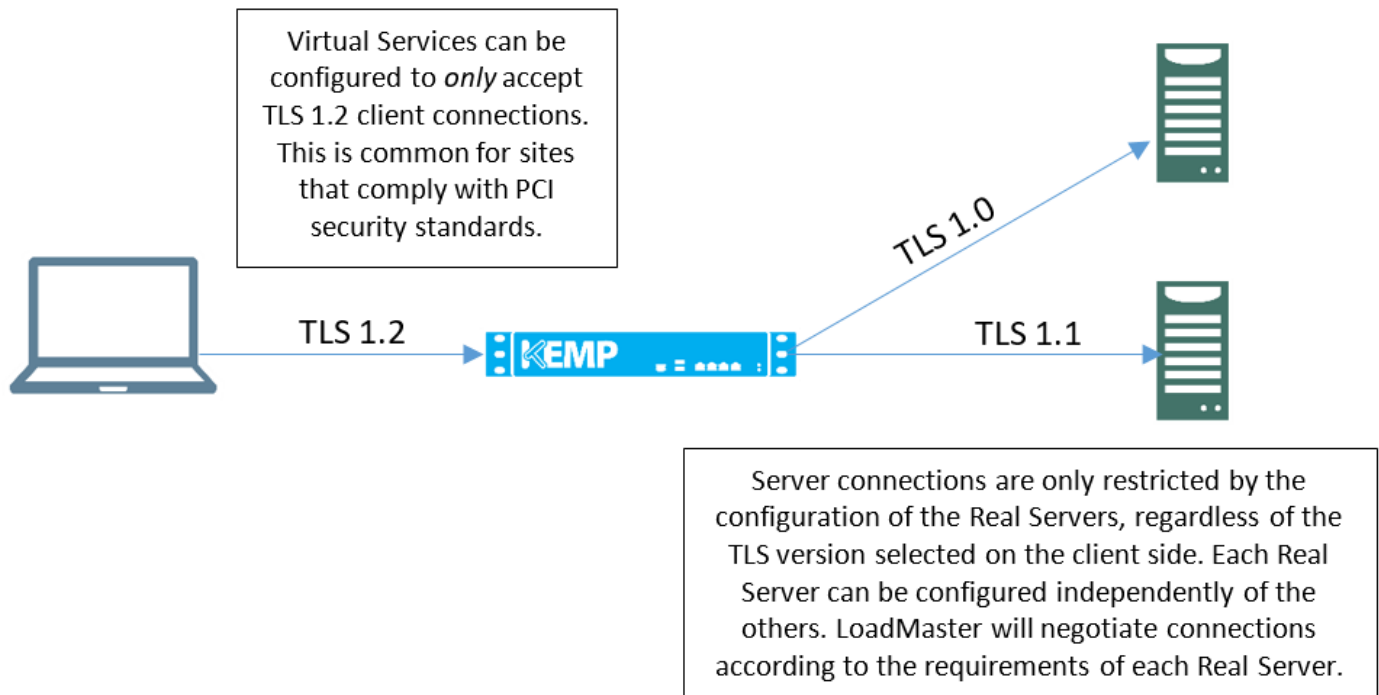 Virtual Services can be
configured to only accept
TLS 1.2 client connections.
This is common for sites
that comply with PCI
security standards.
TLS 1.0
TLS 1.2
KEMP
TLS 1.1
Server connections are only restricted by the
configuration of the Real Servers, regardless of the
TLS version selected on the client side. Each Real
Server can be configured independently of the
others. LoadMaster will negotiate connections
according to the requirements of each Real Server.